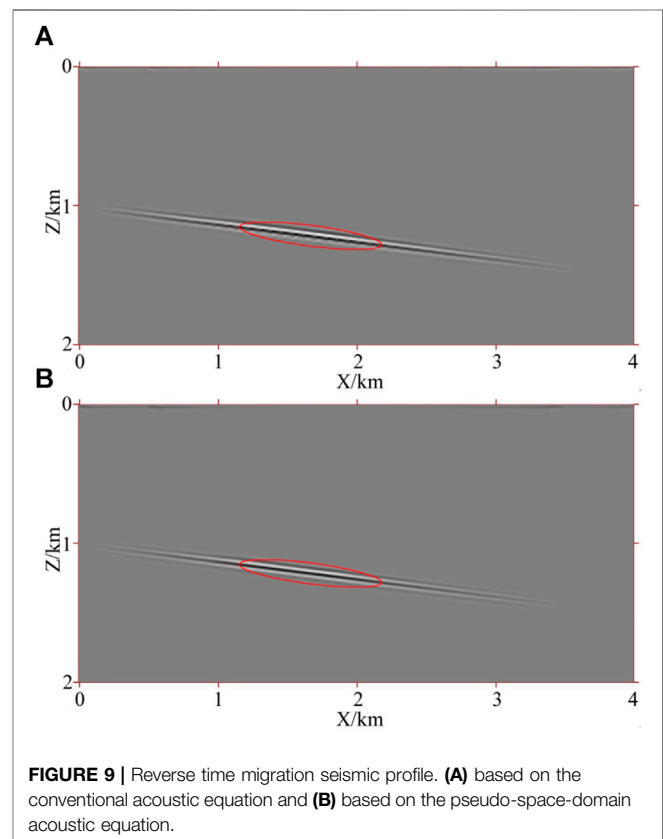 A
0
1
2
Z/km
0 1 2 3 4
X/km
B
0
1
2
Z/km
0 1 2 3 4
X/km
FIGURE 9 | Reverse time migration seismic profile. (A) based on the
conventional acoustic equation and (B) based on the pseudo-space-domain
acoustic equation.